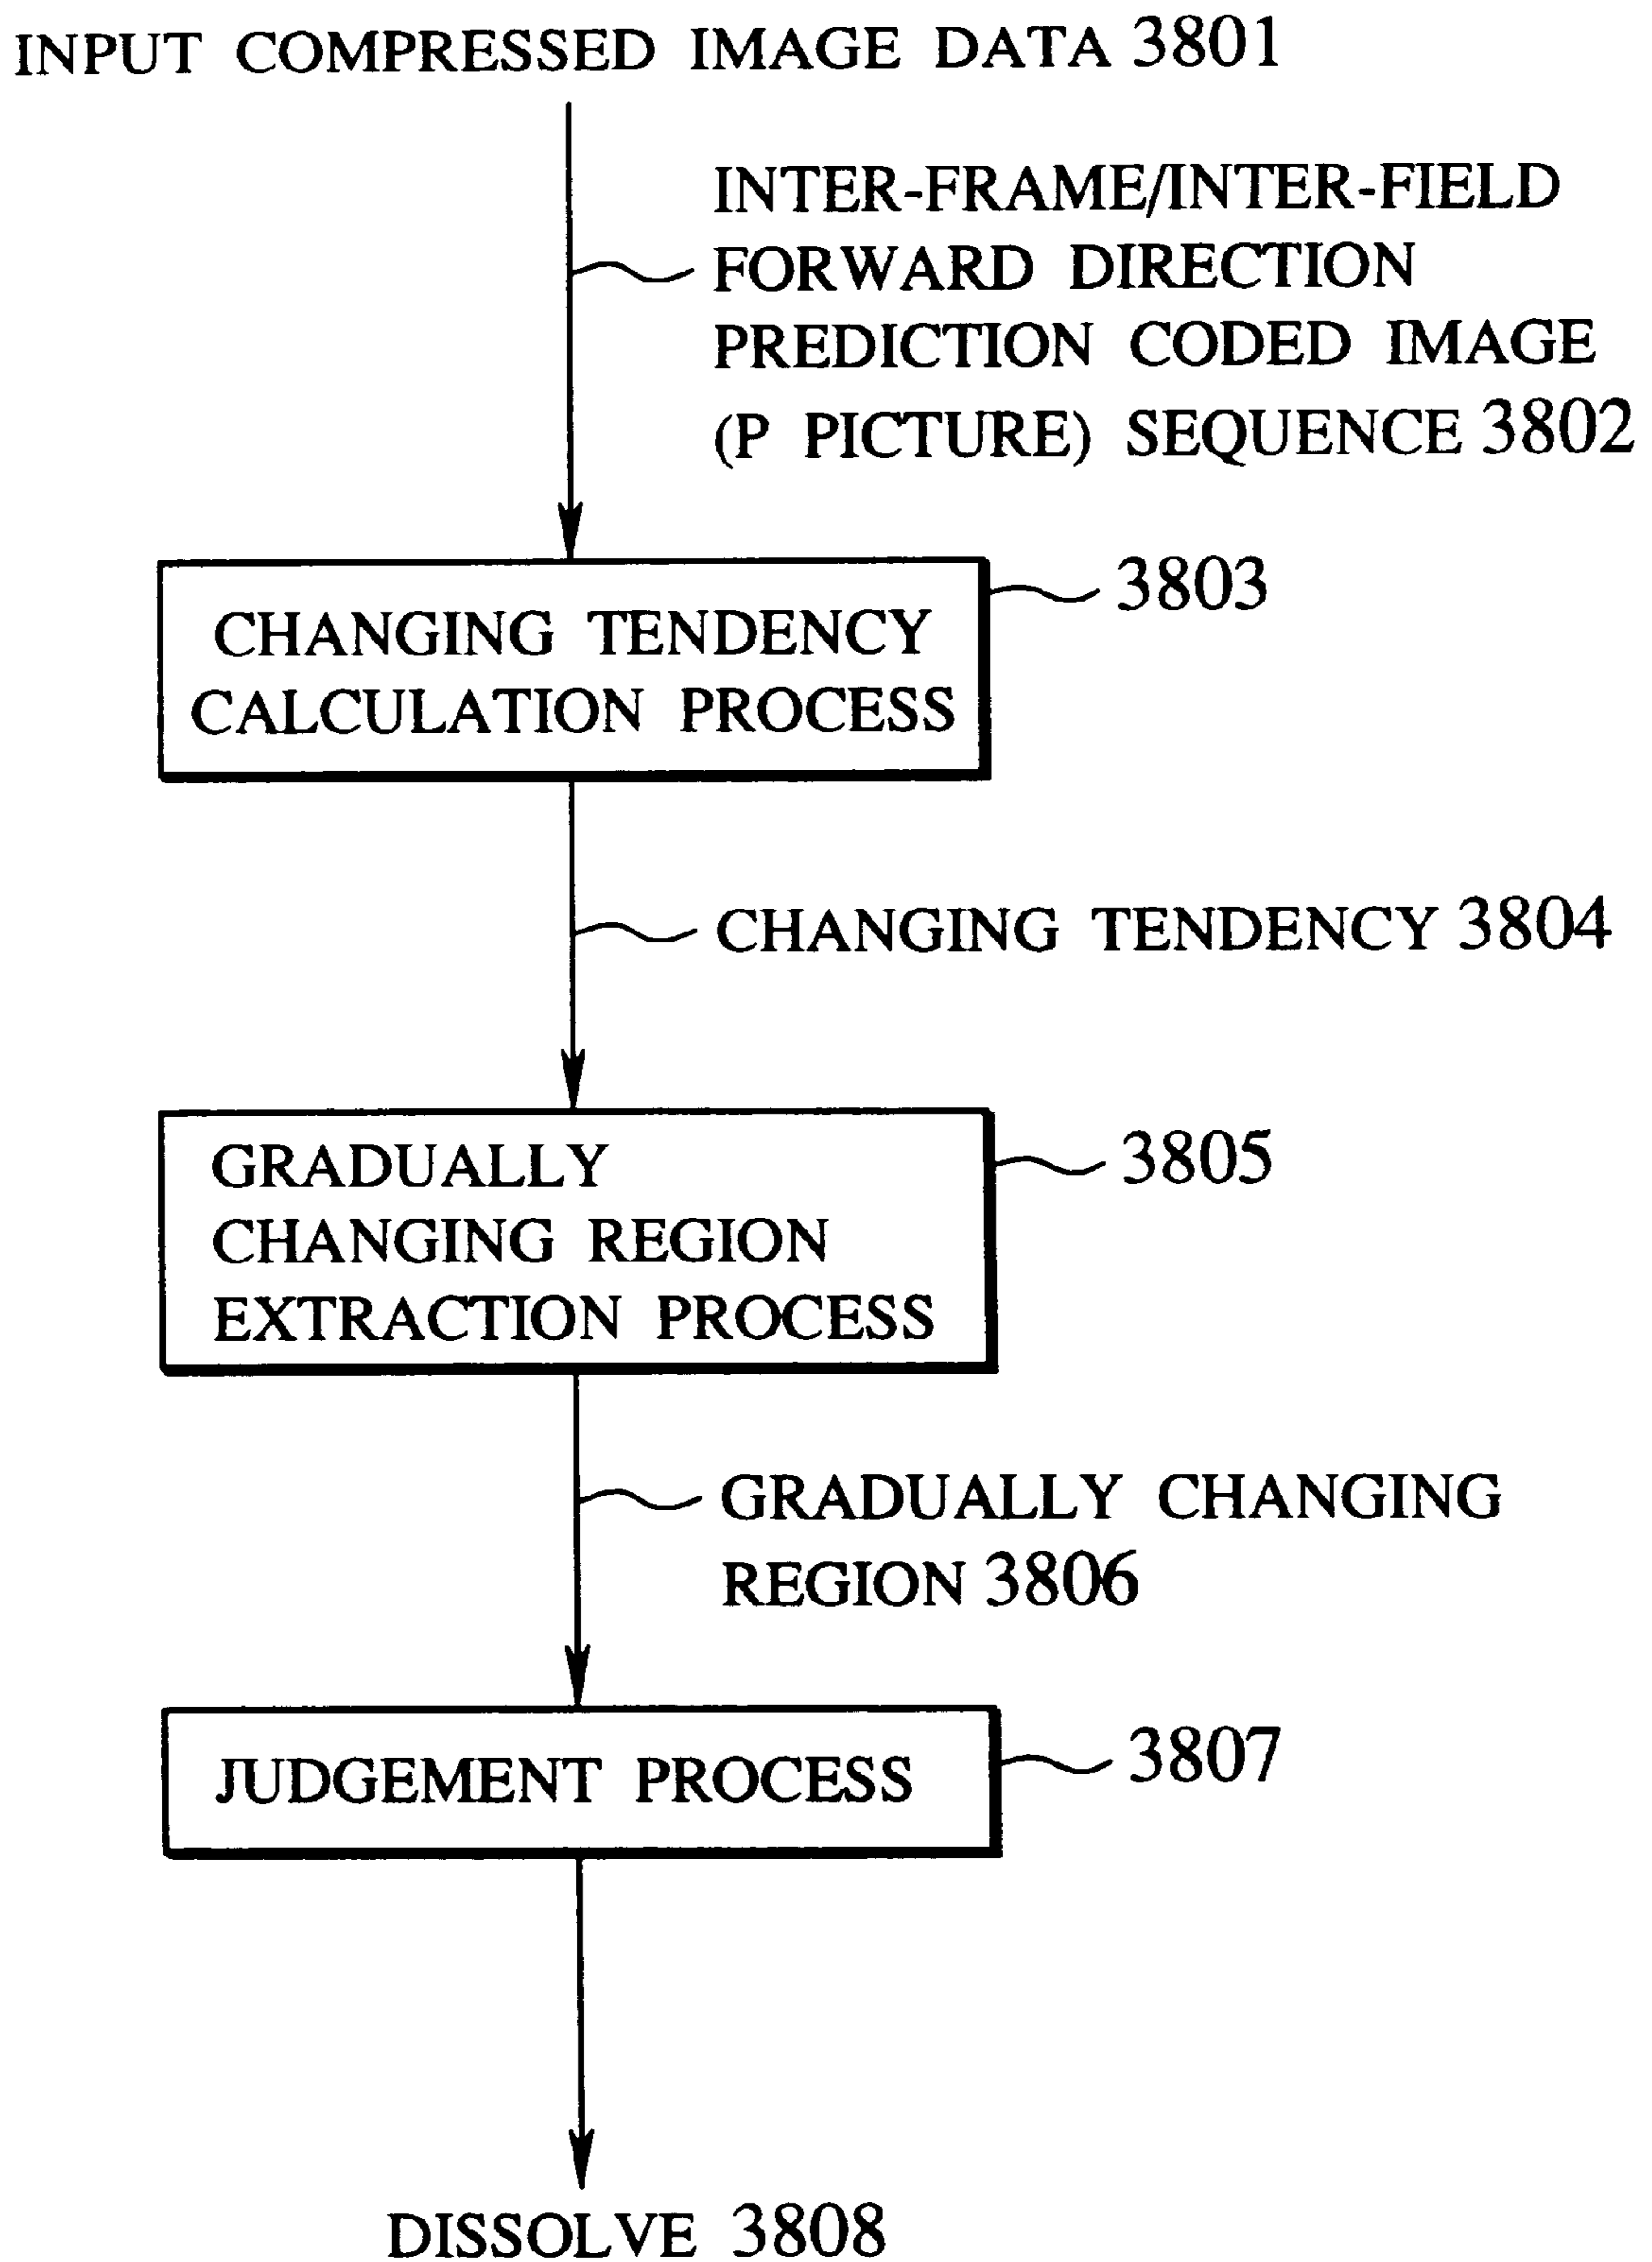 INPUT COMPRESSED IMAGE DATA 3801
INTER-FRAME/INTER-FIELD
FORWARD DIRECTION
PREDICTION CODED IMAGE
(P PICTURE) SEQUENCE 3802
3803
CHANGING TENDENCY
CALCULATION PROCESS
CHANGING TENDENCY 3804
GRADUALLY
3805
CHANGING REGION
EXTRACTION PROCESS
GRADUALLY CHANGING
REGION 3806
JUDGEMENT PROCESS
3807
DISSOLVE 3808